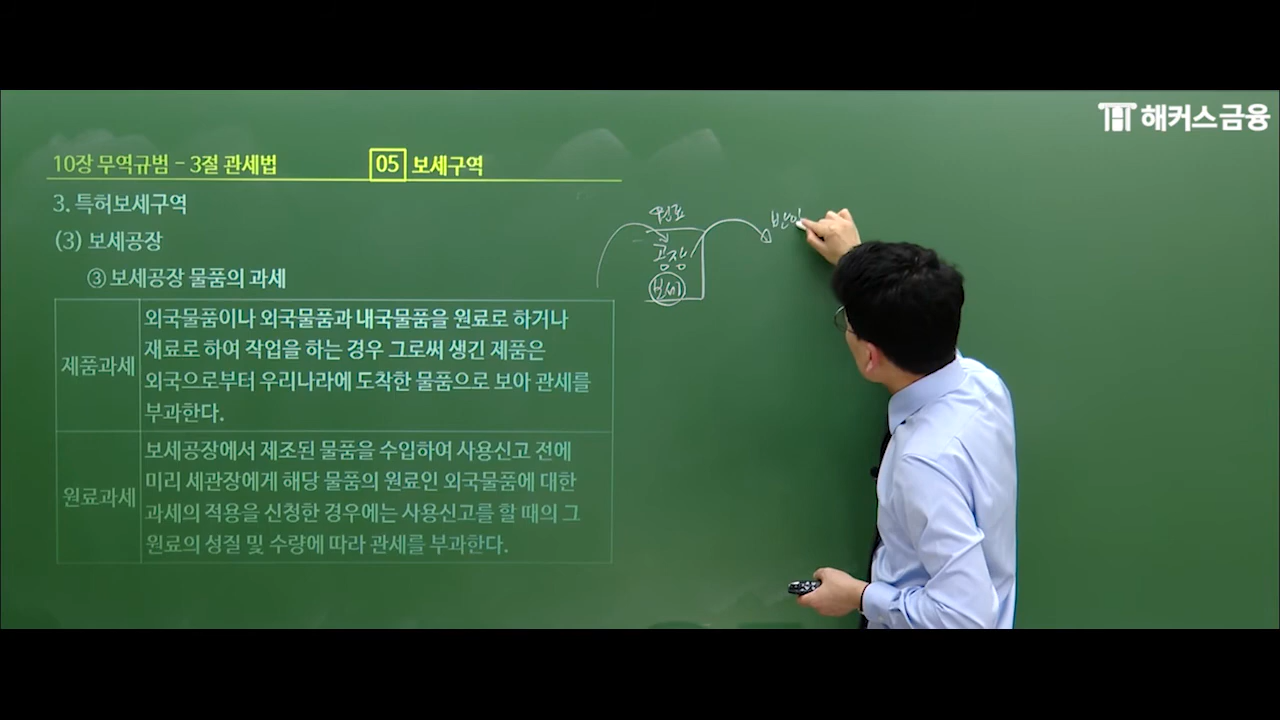 해커스금융
10장 무역규범 - 3절 관세법
05 보세구역
3. 특허보세구역
(3) 보세공장
③ 보세공장 물품의 과세
제품과세
외국물품이나 외국물품과 내국물품을 원료로 하거나
재료로 하여 작업을 하는 경우 그로써 생긴 제품은
외국으로부터 우리나라에 도착한 물품으로 보아 관세를
부과한다.
원료과세
보세공장에서 제조된 물품을 수입하여 사용신고 전에
미리 세관장에게 해당 물품의 원료인 외국물품에 대한
과세의 적용을 신청한 경우에는 사용신고를 할 때의 그
원료의 성질 및 수량에 따라 관세를 부과한다.
원료
공장
보세